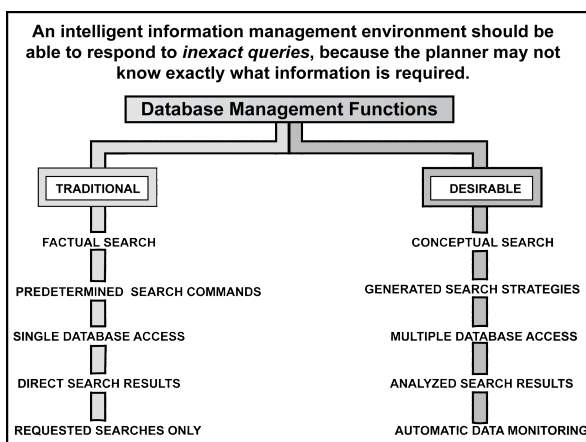 An intelligent information management environment should be
able to respond to inexact queries, because the planner may not
know exactly what information is required.
Database Management Functions
TRADITIONAL
FACTUAL SEARCH
PREDETERMINED SEARCH COMMANDS
SINGLE DATABASE ACCESS
DIRECT SEARCH RESULTS
REQUESTED SEARCHES ONLY
DESIRABLE
CONCEPTUAL SEARCH
GENERATED SEARCH STRATEGIES
MULTIPLE DATABASE ACCESS
ANALYZED SEARCH RESULTS
AUTOMATIC DATA MONITORING